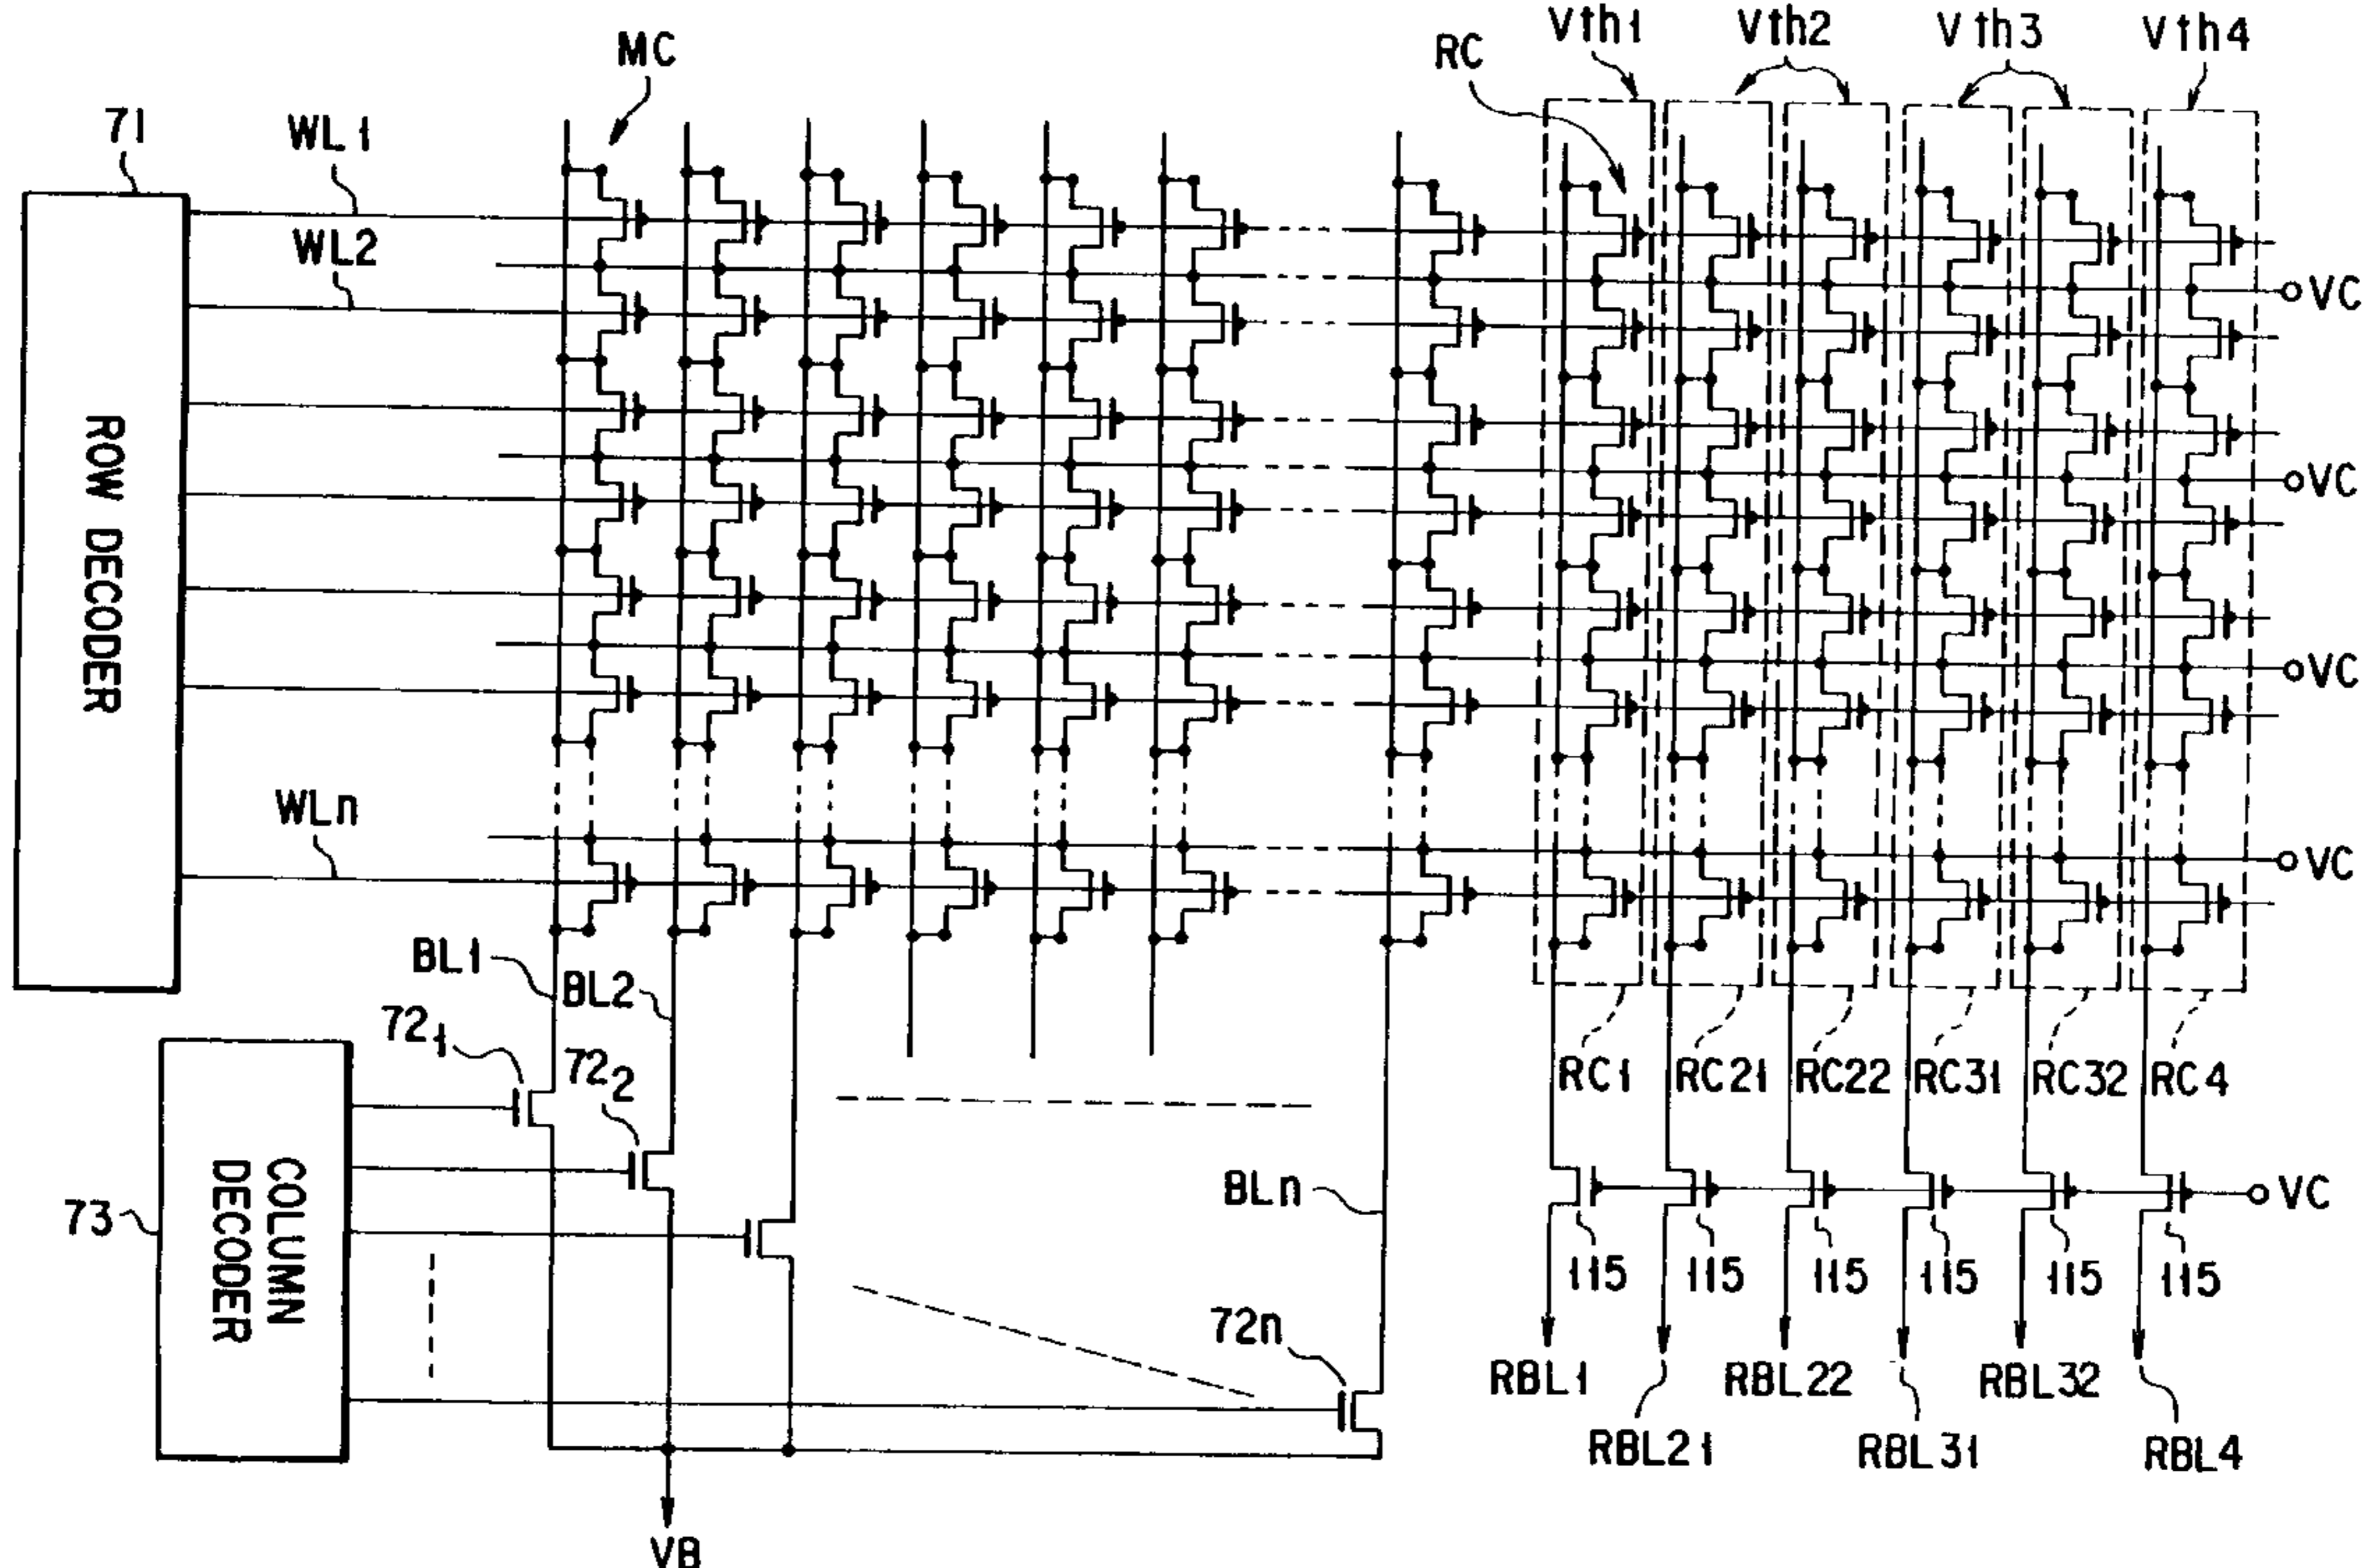 Vth1 Vth2 Vth3 Vth4
MC RC
71 WL1
WL2
VC
VC
ROW DECODER
VC
WLn
VC
BL1 BL2
72₁ 72₂
RC1 RC21 RC22 RC31 RC32 RC4
BLn
VC
73
COLUMN
DECODER
115 115 115 115 115 115
72n
RBL1 RBL22 RBL32
RBL21 RBL31 RBL4
VB